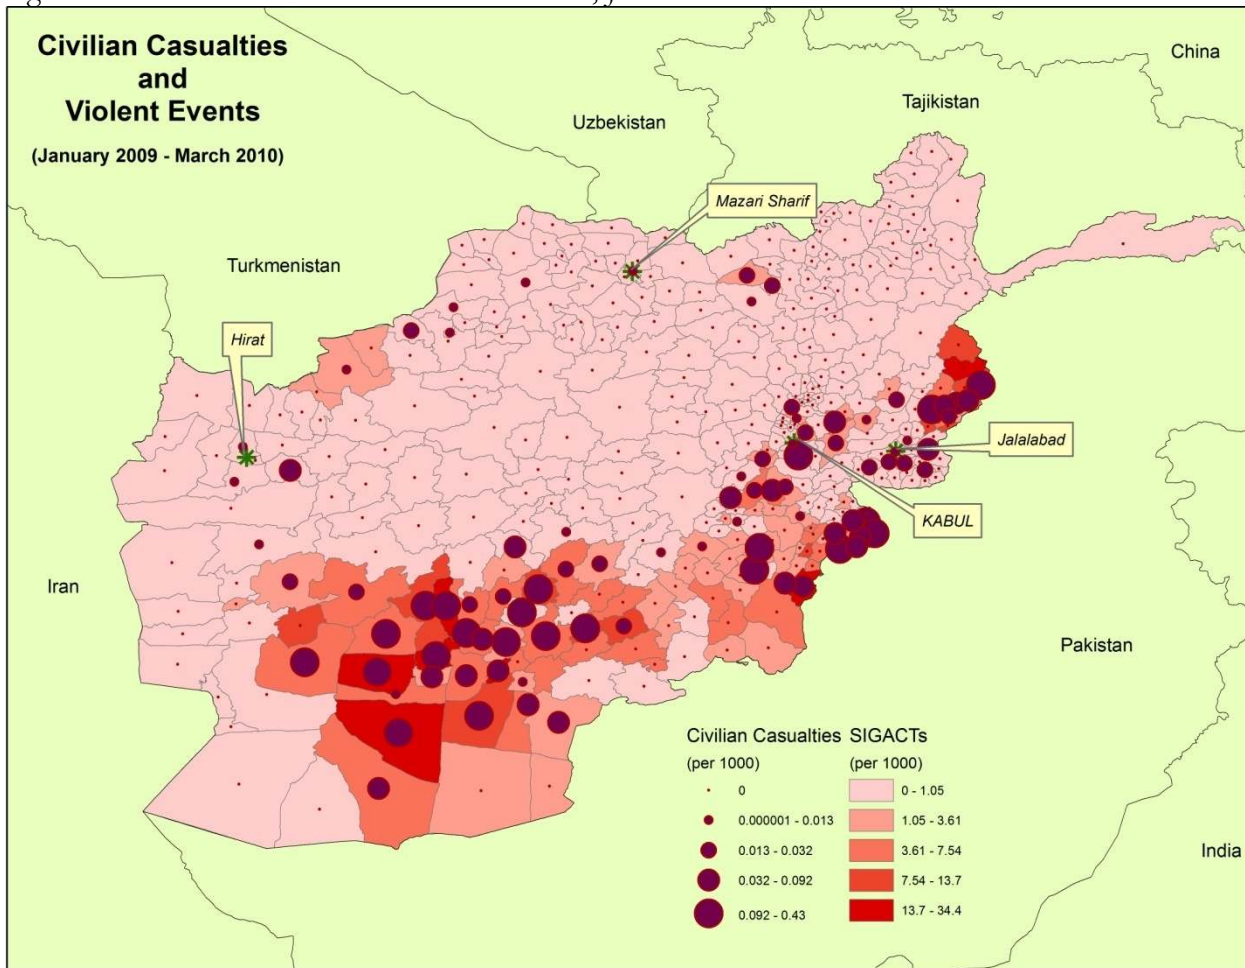 Civilian Casualties
and
Violent Events
(January 2009 - March 2010)
China
Tajikistan
Uzbekistan
Mazari Sharif
Turkmenistan
Hirat
Jalalabad
KABUL
Iran
Pakistan
India
Civilian Casualties SIGACTs
(per 1000) (per 1000)
0 0 - 1.05
0.000001 - 0.013 1.05 - 3.61
0.013 - 0.032 3.61 - 7.54
0.032 - 0.092 7.54 - 13.7
0.092 - 0.43 13.7 - 34.4